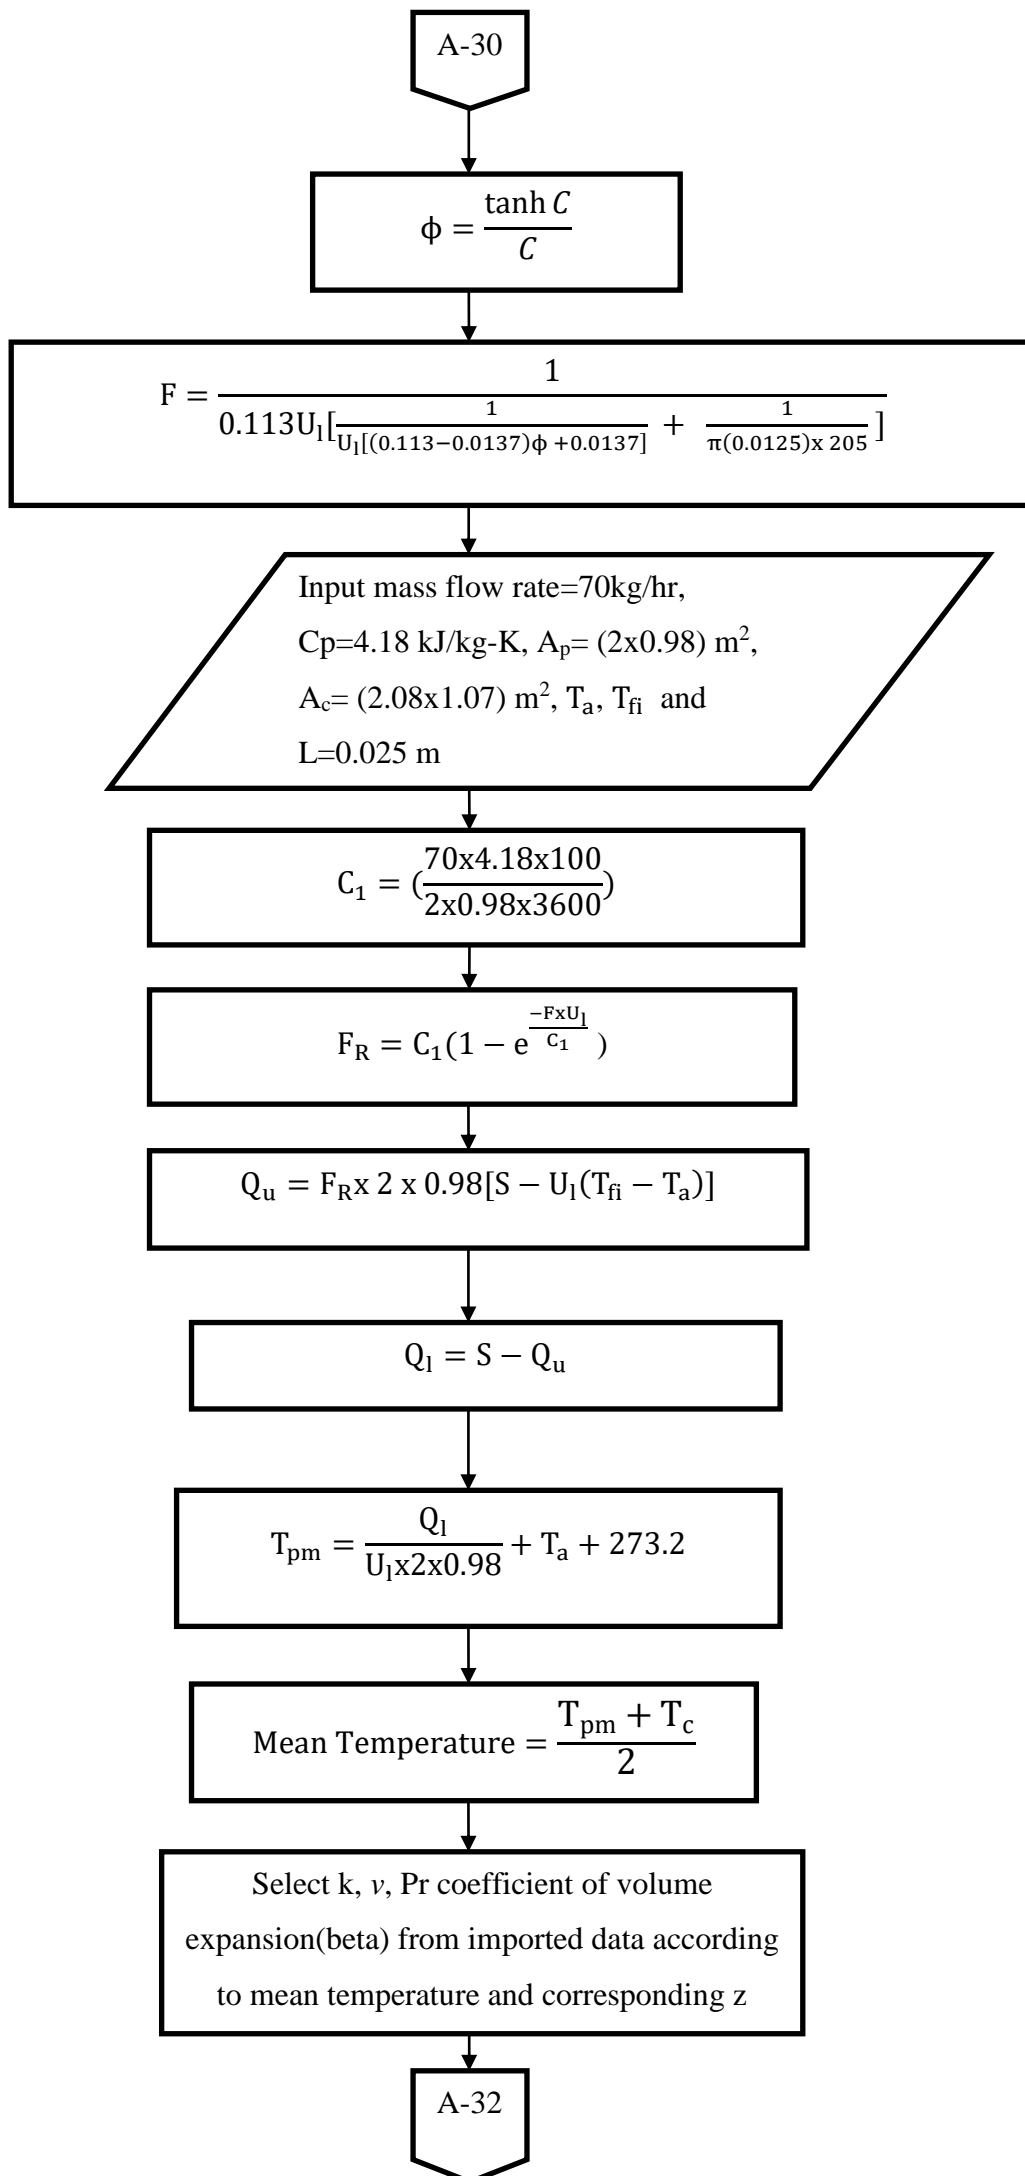 A-30
ϕ = tanh C / C
F = 1 / 0.113U_l[1 / U_l[(0.113−0.0137)ϕ +0.0137] + 1 / π(0.0125)x 205]
Input mass flow rate=70kg/hr,
Cp=4.18 kJ/kg-K, A_p= (2x0.98) m²,
A_c= (2.08x1.07) m², T_a, T_fi and
L=0.025 m
C₁ = (70x4.18x100 / 2x0.98x3600)
F_R = C₁(1 − e^(−FxU_l / C₁) )
Q_u = F_R x 2 x 0.98[S − U_l(T_fi − T_a)]
Q_l = S − Q_u
T_pm = Q_l / U_l x2x0.98 + T_a + 273.2
Mean Temperature = T_pm + T_c / 2
Select k, v, Pr coefficient of volume
expansion(beta) from imported data according
to mean temperature and corresponding z
A-32